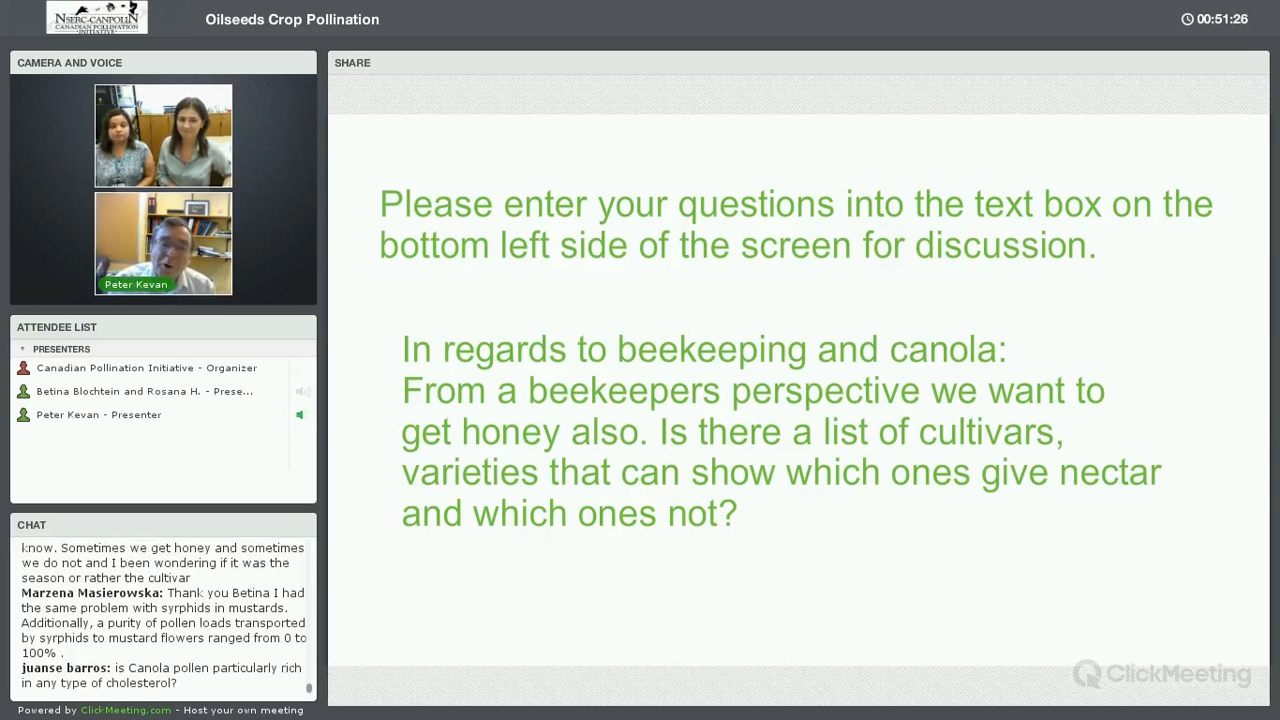 NSERC-CANPOLIN
CANADIAN POLLINATION
INITIATIVE
Oilseeds Crop Pollination
00:51:26
CAMERA AND VOICE
Peter Kevan
ATTENDEE LIST
PRESENTERS
Canadian Pollination Initiative - Organizer
Betina Blochtein and Rosana H. - Prese...
Peter Kevan - Presenter
CHAT
know. Sometimes we get honey and sometimes
we do not and I been wondering if it was the
season or rather the cultivar
Marzena Masierowska: Thank you Betina I had
the same problem with syrphids in mustards.
Additionally, a purity of pollen loads transported
by syrphids to mustard flowers ranged from 0 to
100% .
juanse barros: is Canola pollen particularly rich
in any type of cholesterol?
Powered by ClickMeeting.com - Host your own meeting
SHARE
Please enter your questions into the text box on the
bottom left side of the screen for discussion.
In regards to beekeeping and canola:
From a beekeepers perspective we want to
get honey also. Is there a list of cultivars,
varieties that can show which ones give nectar
and which ones not?
ClickMeeting